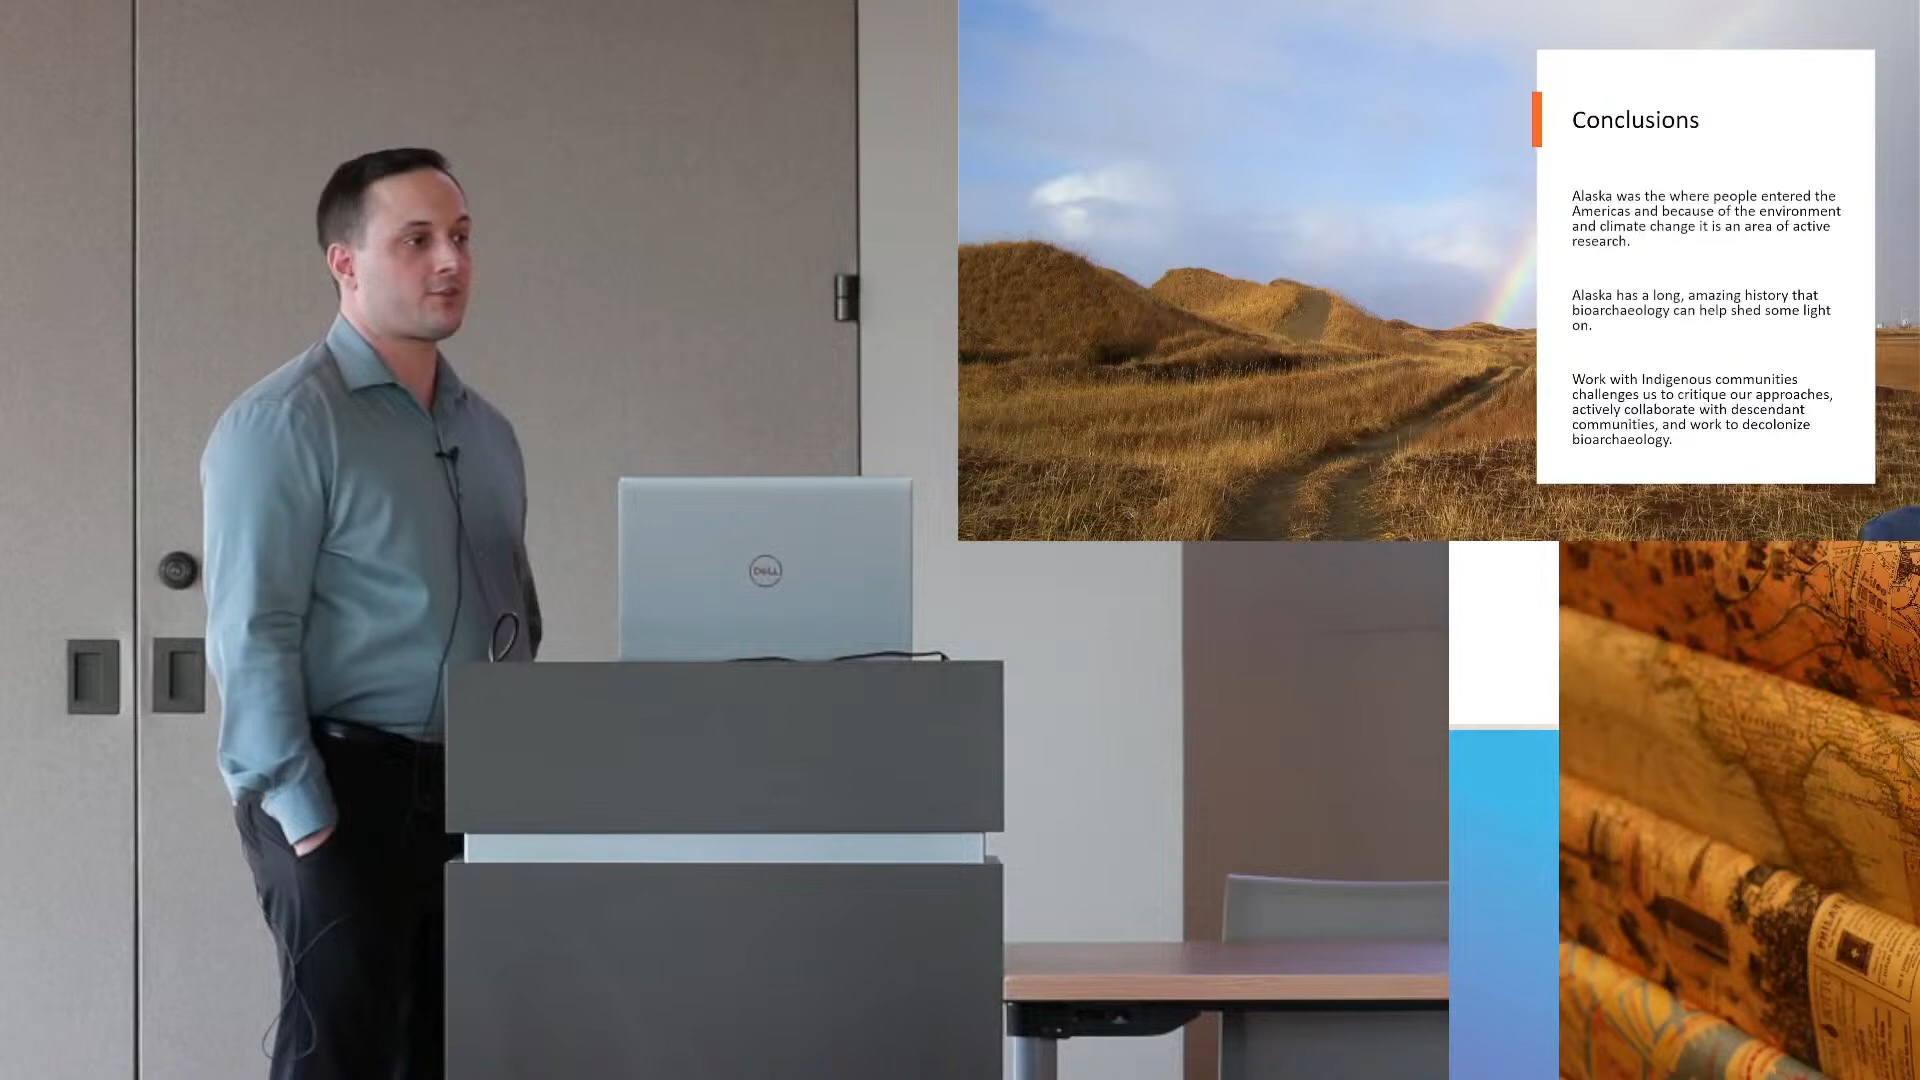 Conclusions
Alaska was the where people entered the
Americas and because of the environment
and climate change it is an area of active
research.
Alaska has a long, amazing history that
bioarchaeology can help shed some light
on.
Work with Indigenous communities
challenges us to critique our approaches,
actively collaborate with descendant
communities, and work to decolonize
bioarchaeology.
DELL